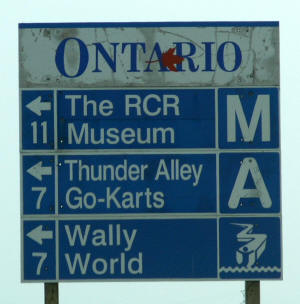 ONTARIO
← 11 The RCR Museum M
← 7 Thunder Alley Go-Karts A
← 7 Wally World